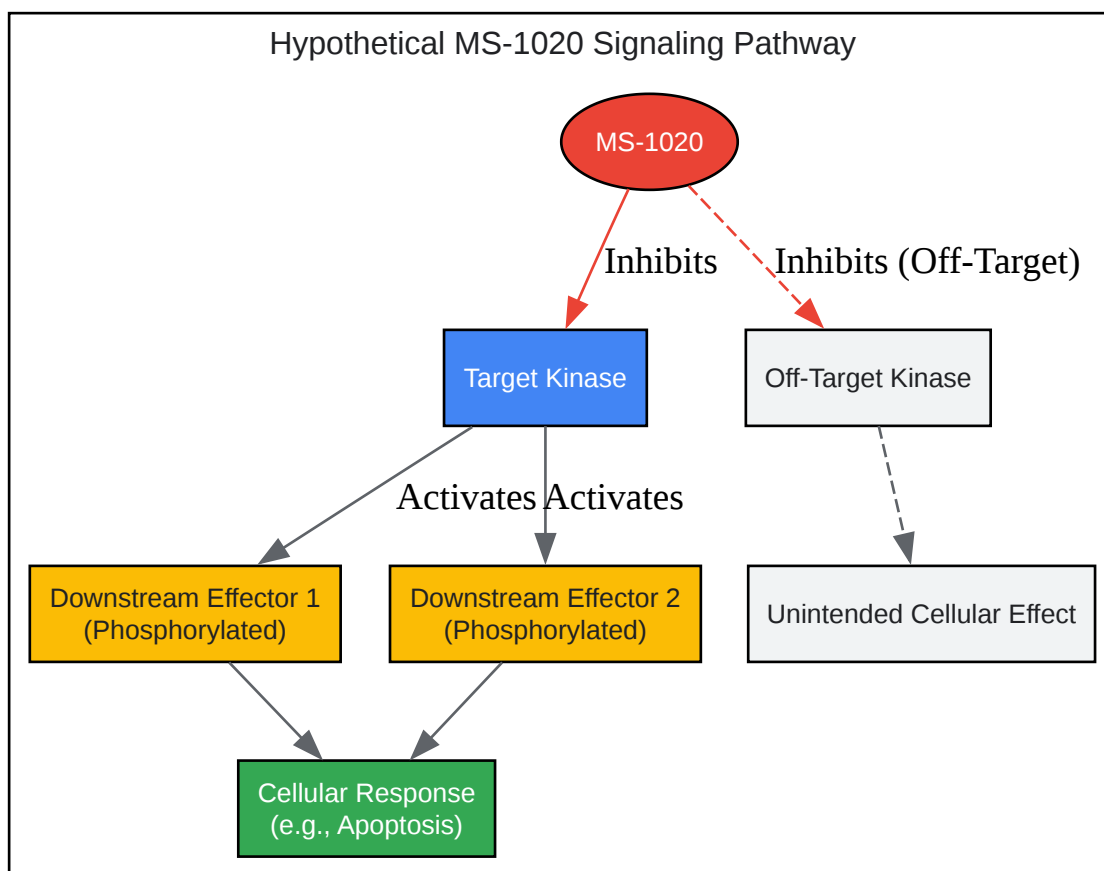 Hypothetical MS-1020 Signaling Pathway
MS-1020
Inhibits
Inhibits (Off-Target)
Target Kinase
Off-Target Kinase
Activates
Activates
Downstream Effector 1
(Phosphorylated)
Downstream Effector 2
(Phosphorylated)
Unintended Cellular Effect
Cellular Response
(e.g., Apoptosis)